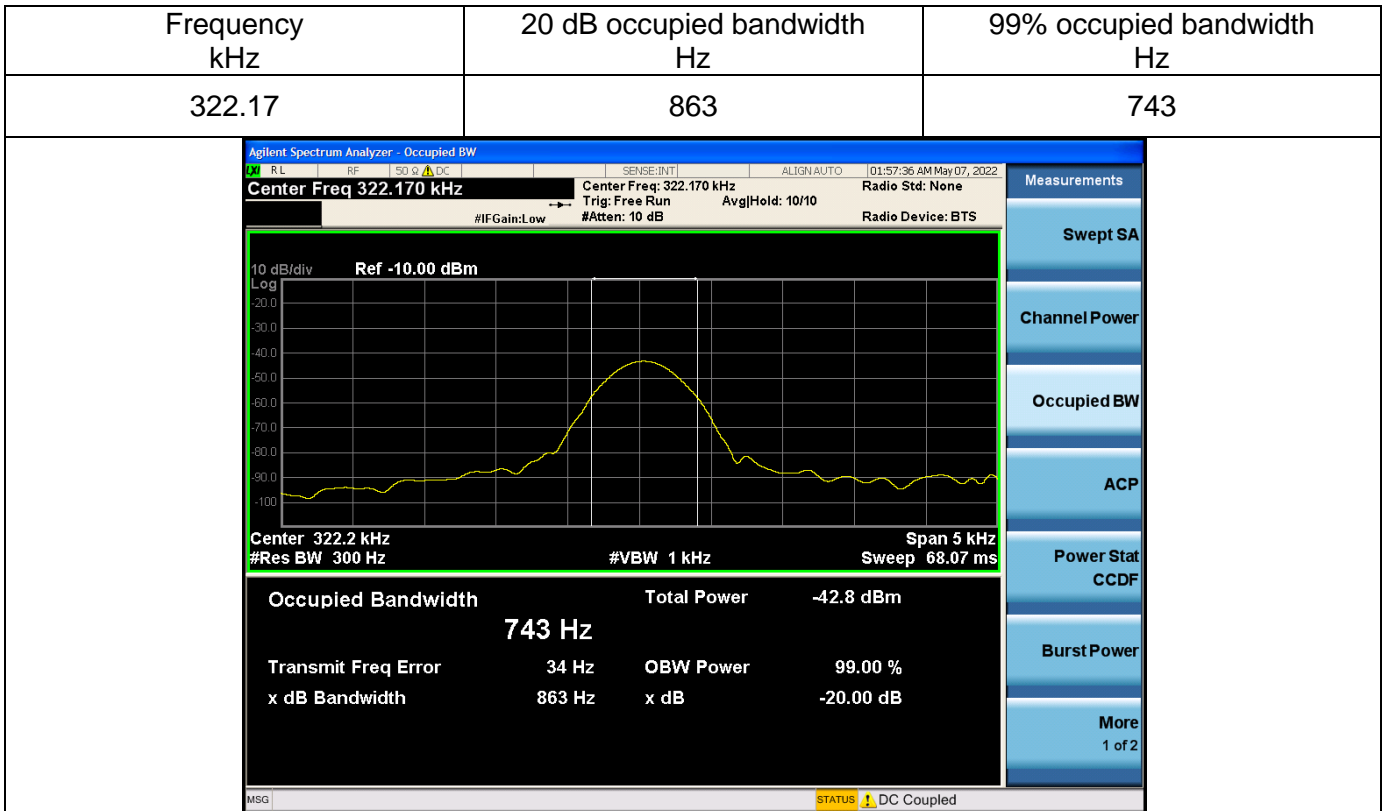 Frequency
kHz
20 dB occupied bandwidth
Hz
99% occupied bandwidth
Hz
322.17
863
743
Agilent Spectrum Analyzer - Occupied BW
LXI RL RF 50 Ω DC SENSE:INT ALIGN AUTO 01:57:36 AM May 07, 2022
Center Freq 322.170 kHz
Center Freq: 322.170 kHz
Radio Std: None
Trig: Free Run Avg|Hold: 10/10
#IFGain:Low
#Atten: 10 dB
Radio Device: BTS
10 dB/div Ref -10.00 dBm
Log
-20.0
-30.0
-40.0
-50.0
-60.0
-70.0
-80.0
-90.0
-100
Center 322.2 kHz Span 5 kHz
#Res BW 300 Hz #VBW 1 kHz Sweep 68.07 ms
Occupied Bandwidth Total Power -42.8 dBm
743 Hz
Transmit Freq Error 34 Hz OBW Power 99.00 %
x dB Bandwidth 863 Hz x dB -20.00 dB
Measurements
Swept SA
Channel Power
Occupied BW
ACP
Power Stat
CCDF
Burst Power
More
1 of 2
MSG STATUS DC Coupled